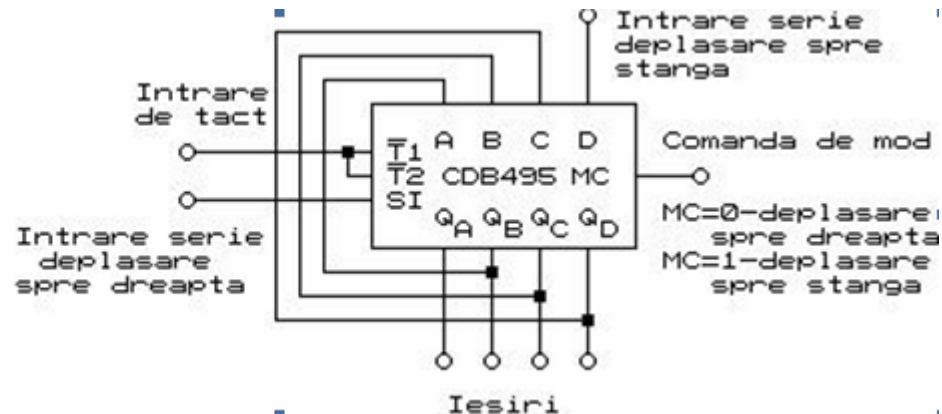 Intrare serie
deplasare spre
stanga
Intrare
de tact
A B C D
T1
T2 CDB495 MC
SI
QA QB QC QD
Comanda de mod
MC=0-deplasare
spre dreapta
MC=1-deplasare
spre stanga
Intrare serie
deplasare
spre dreapta
Iesiri